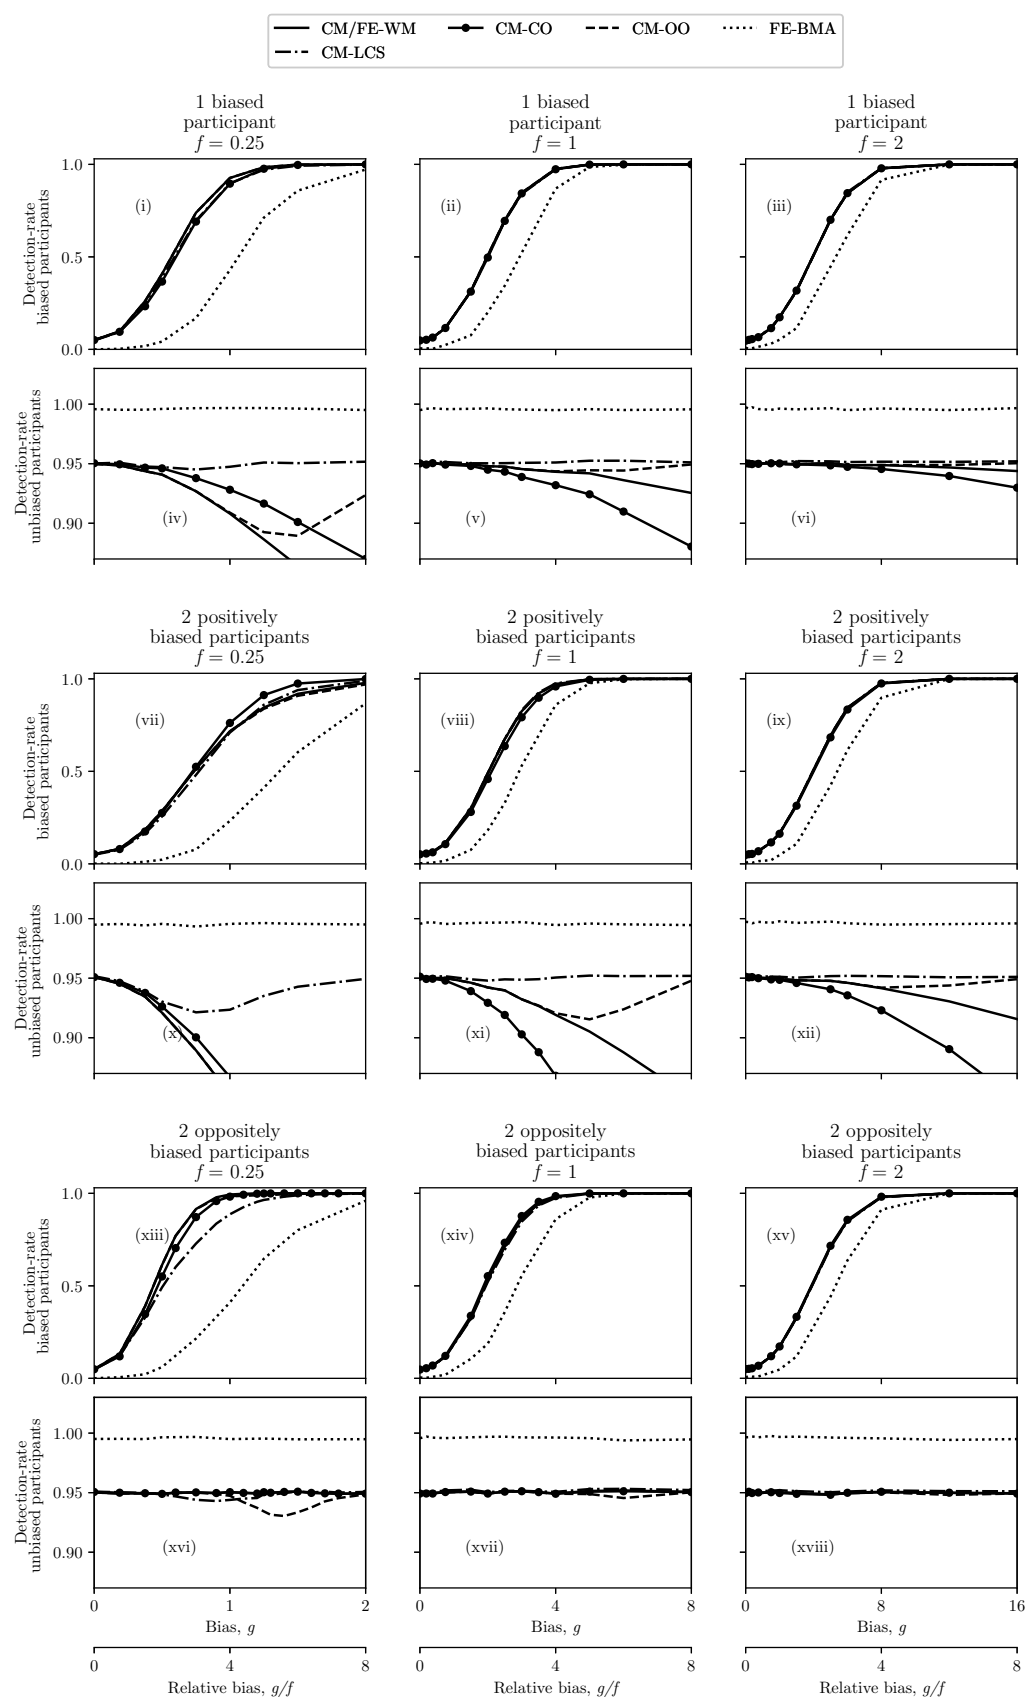 CM/FE-WM CM-CO CM-OO FE-BMA
CM-LCS
1 biased
participant
f = 0.25
1 biased
participant
f = 1
1 biased
participant
f = 2
Detection-rate
biased participants
1.0
0.5
0.0
(i)
(ii)
(iii)
Detection-rate
unbiased participants
1.00
0.95
0.90
(iv)
(v)
(vi)
2 positively
biased participants
f = 0.25
2 positively
biased participants
f = 1
2 positively
biased participants
f = 2
Detection-rate
biased participants
1.0
0.5
0.0
(vii)
(viii)
(ix)
Detection-rate
unbiased participants
1.00
0.95
0.90
(x)
(xi)
(xii)
2 oppositely
biased participants
f = 0.25
2 oppositely
biased participants
f = 1
2 oppositely
biased participants
f = 2
Detection-rate
biased participants
1.0
0.5
0.0
(xiii)
(xiv)
(xv)
Detection-rate
unbiased participants
1.00
0.95
0.90
(xvi)
(xvii)
(xviii)
0 1 2 0 4 8 0 8 16
Bias, g Bias, g Bias, g
0 4 8 0 4 8 0 4 8
Relative bias, g/f Relative bias, g/f Relative bias, g/f